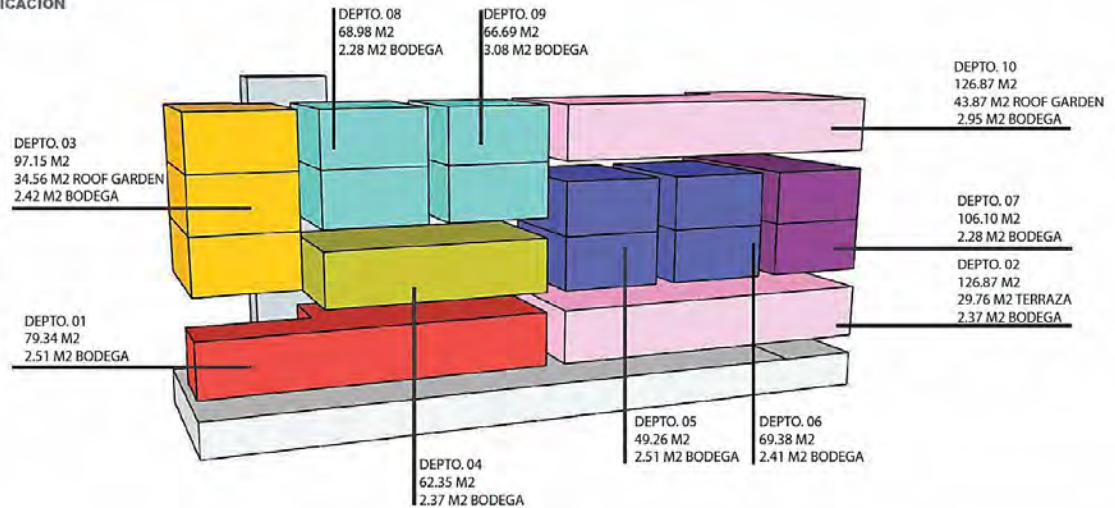 ICACIÓN
DEPTO. 08
68.98 M2
2.28 M2 BODEGA
DEPTO. 09
66.69 M2
3.08 M2 BODEGA
DEPTO. 10
126.87 M2
43.87 M2 ROOF GARDEN
2.95 M2 BODEGA
DEPTO. 03
97.15 M2
34.56 M2 ROOF GARDEN
2.42 M2 BODEGA
DEPTO. 07
106.10 M2
2.28 M2 BODEGA
DEPTO. 02
126.87 M2
29.76 M2 TERRAZA
2.37 M2 BODEGA
DEPTO. 01
79.34 M2
2.51 M2 BODEGA
DEPTO. 05
49.26 M2
2.51 M2 BODEGA
DEPTO. 06
69.38 M2
2.41 M2 BODEGA
DEPTO. 04
62.35 M2
2.37 M2 BODEGA